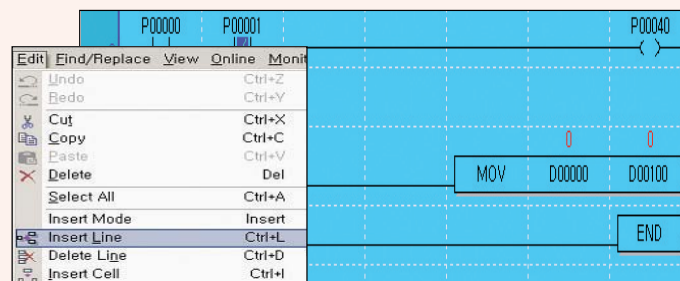 P00000 P00001 P00040
Edit Find/Replace View Online Monit
Undo Ctrl+Z
Redo Ctrl+Y
Cut Ctrl+X
Copy Ctrl+C
Paste Ctrl+V
Delete Del
Select All Ctrl+A
Insert Mode Insert
Insert Line Ctrl+L
Delete Line Ctrl+D
Insert Cell Ctrl+I
0 0
MOV D00000 D00100
END